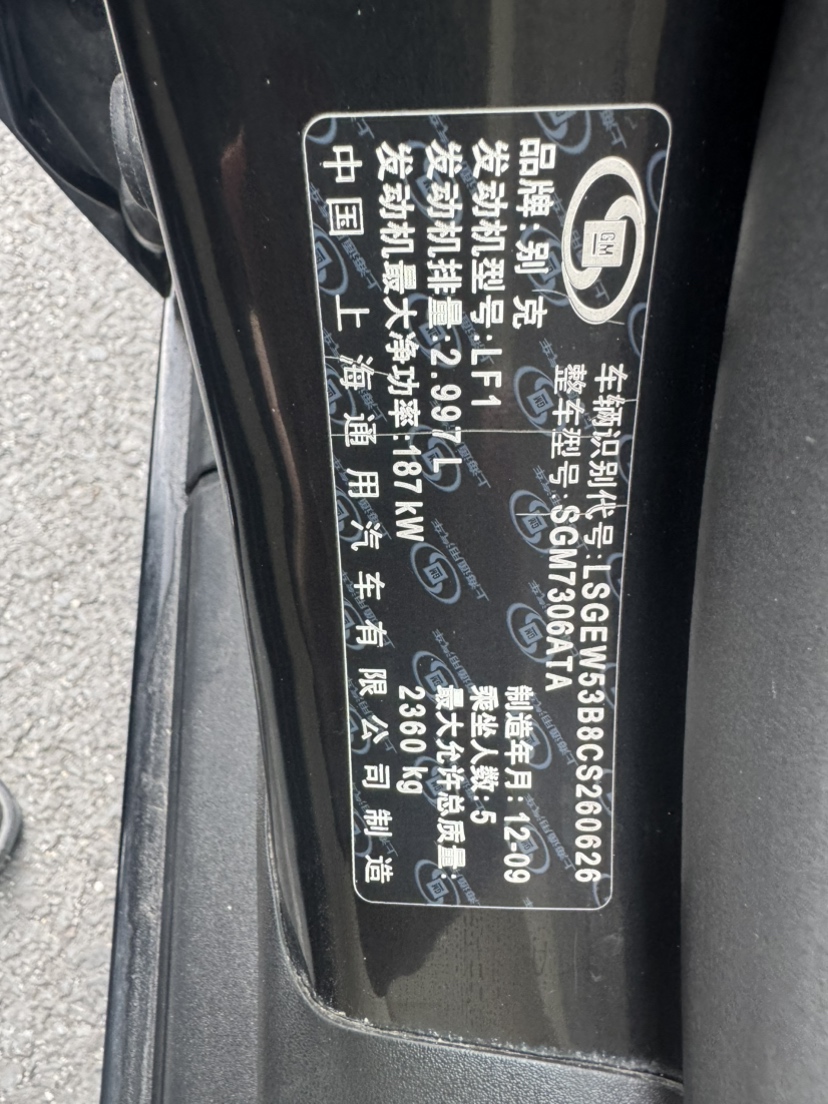 GM
车辆识别代号:LSGEW53B8CS260626
整车型号:SGM7306ATA
品牌:别 克
发动机型号:LF1
制造年月:12-09
发动机排量:2.997L
乘坐人数:5
发动机最大净功率:187kW
最大允许总质量:
2360 kg
中国 上海通用汽车有限公司制造